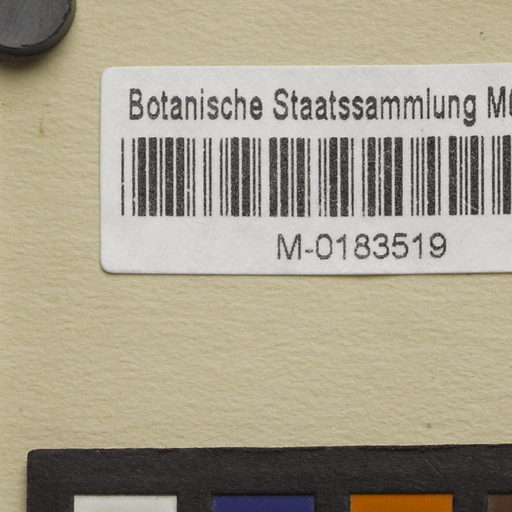 Botanische Staatssammlung
M-0183519